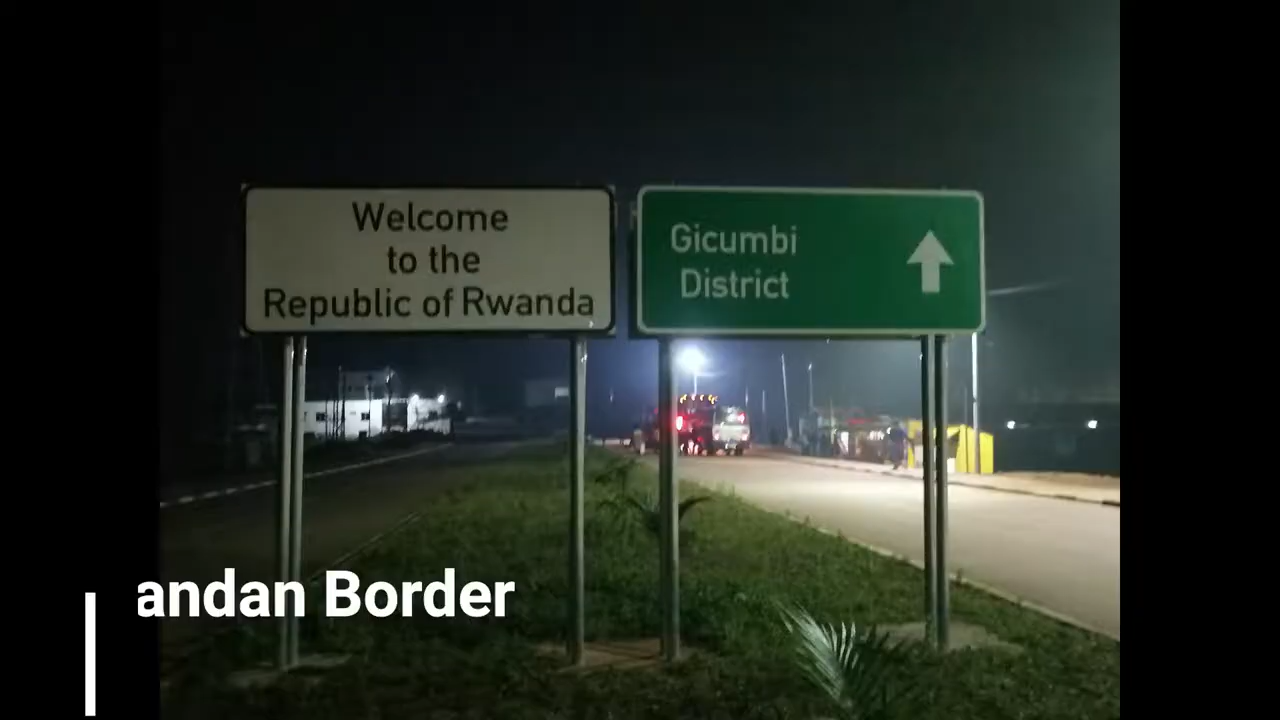 Welcome
to the
Republic of Rwanda
Gicumbi
District
andan Border